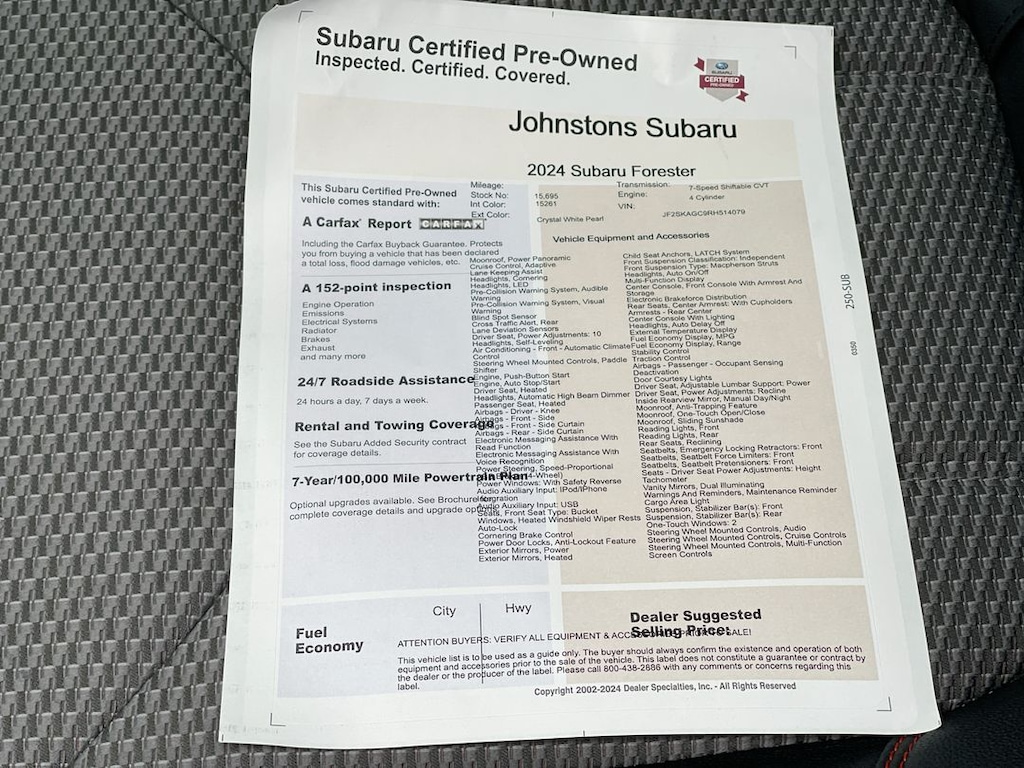 Subaru Certified Pre-Owned
Inspected. Certified. Covered.
SUBARU
CERTIFIED
PRE-OWNED
Johnstons Subaru
2024 Subaru Forester
This Subaru Certified Pre-Owned
vehicle comes standard with:
A Carfax Report CARFAX
Including the Carfax Buyback Guarantee. Protects
you from buying a vehicle that has been declared
a total loss, flood damage vehicles, etc.
A 152-point inspection
Engine Operation
Emissions
Electrical Systems
Radiator
Brakes
Exhaust
and many more
24/7 Roadside Assistance
24 hours a day, 7 days a week.
Rental and Towing Coverage
See the Subaru Added Security contract
for coverage details.
7-Year/100,000 Mile Powertrain Plan
Optional upgrades available. See Brochure for
complete coverage details and upgrade options.
Mileage:
Stock No: 15,695
Int Color: 15261
Ext Color:
Crystal White Pearl
Transmission: 7-Speed Shiftable CVT
Engine: 4 Cylinder
VIN: JF2SKAGC9RH514079
Vehicle Equipment and Accessories
Moonroof, Power Panoramic
Cruise Control, Adaptive
Lane Keeping Assist
Headlights, Cornering
Headlights, LED
Pre-Collision Warning System, Audible
Warning
Pre-Collision Warning System, Visual
Warning
Blind Spot Sensor
Cross Traffic Alert, Rear
Lane Deviation Sensors
Driver Seat, Power Adjustments: 10
Headlights, Self-Leveling
Air Conditioning - Front - Automatic Climate
Control
Steering Wheel Mounted Controls, Paddle
Shifter
Engine, Push-Button Start
Engine, Auto Stop/Start
Driver Seat, Heated
Headlights, Automatic High Beam Dimmer
Passenger Seat, Heated
Airbags - Driver - Knee
Airbags - Front - Side
Airbags - Front - Side Curtain
Airbags - Rear - Side Curtain
Electronic Messaging Assistance With
Read Function
Electronic Messaging Assistance With
Voice Recognition
Power Steering, Speed-Proportional
Power Windows: With Safety Reverse
Audio Auxiliary Input: IPod/IPhone
Integration
Audio Auxiliary Input: USB
Seats, Front Seat Type: Bucket
Windows, Heated Windshield Wiper Rests
Auto-Lock
Cornering Brake Control
Power Door Locks, Anti-Lockout Feature
Exterior Mirrors, Power
Exterior Mirrors, Heated
Child Seat Anchors, LATCH System
Front Suspension Classification: Independent
Front Suspension Type: Macpherson Struts
Headlights, Auto On/Off
Multi-Function Display
Center Console, Front Console With Armrest And
Storage
Electronic Brakeforce Distribution
Rear Seats, Center Armrest: With Cupholders
Armrests - Rear Center
Center Console With Lighting
Headlights, Auto Delay Off
External Temperature Display
Fuel Economy Display, MPG
Fuel Economy Display, Range
Stability Control
Traction Control
Airbags - Passenger - Occupant Sensing
Deactivation
Door Courtesy Lights
Driver Seat, Adjustable Lumbar Support: Power
Driver Seat, Power Adjustments: Recline
Inside Rearview Mirror, Manual Day/Night
Moonroof, Anti-Trapping Feature
Moonroof, One-Touch Open/Close
Moonroof, Sliding Sunshade
Reading Lights, Front
Reading Lights, Rear
Rear Seats, Reclining
Seatbelts, Emergency Locking Retractors: Front
Seatbelts, Seatbelt Force Limiters: Front
Seatbelts, Seatbelt Pretensioners: Front
Seats - Driver Seat Power Adjustments: Height
Tachometer
Vanity Mirrors, Dual Illuminating
Warnings And Reminders, Maintenance Reminder
Cargo Area Light
Suspension, Stabilizer Bar(s): Front
Suspension, Stabilizer Bar(s): Rear
One-Touch Windows: 2
Steering Wheel Mounted Controls, Audio
Steering Wheel Mounted Controls, Cruise Controls
Steering Wheel Mounted Controls, Multi-Function
Screen Controls
250-SUB
0350
Fuel
Economy
City
Hwy
Dealer Suggested
Selling Price:
ATTENTION BUYERS: VERIFY ALL EQUIPMENT & ACCESSORIES PRIOR TO SALE!
This vehicle list is to be used as a guide only. The buyer should always confirm the existence and operation of both
equipment and accessories prior to the sale of the vehicle. This label does not constitute a guarantee or contract by
the dealer or the producer of the label. Please call 800-438-2886 with any comments or concerns regarding this
label.
Copyright 2002-2024 Dealer Specialties, Inc. - All Rights Reserved